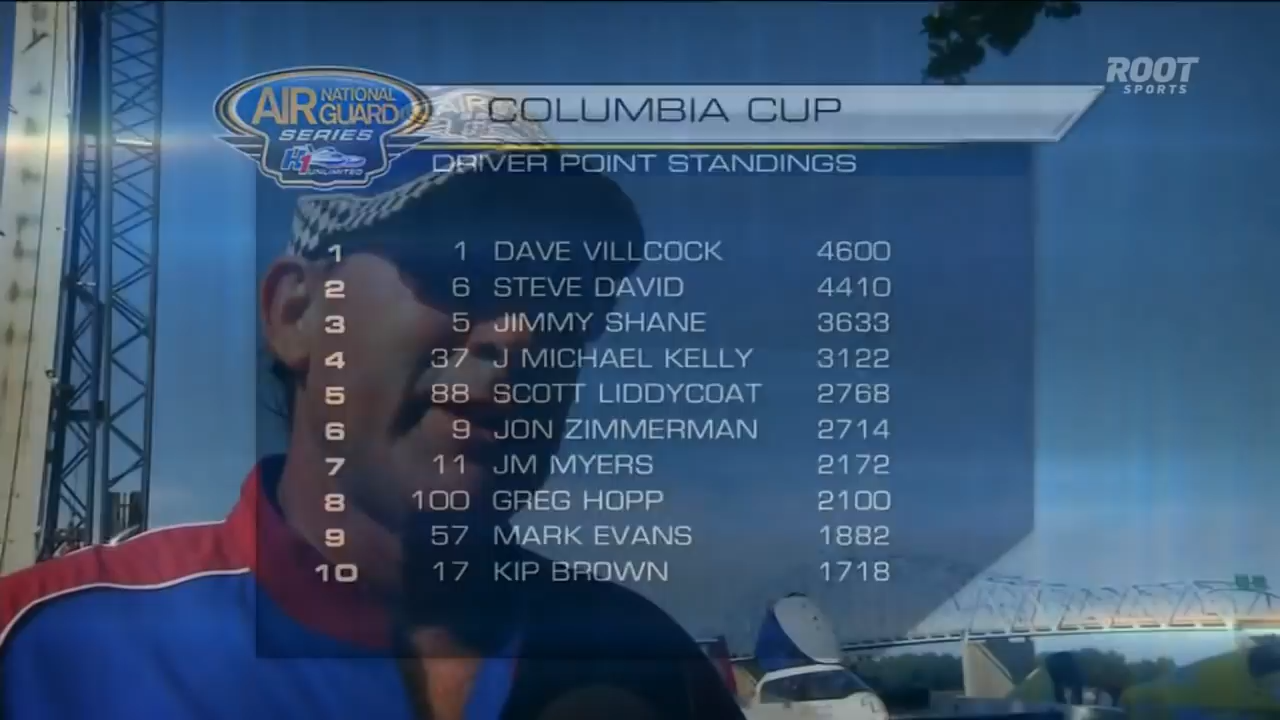 ROOT
SPORTS
AIR NATIONAL GUARD
SERIES
H1 UNLIMITED
COLUMBIA CUP
DRIVER POINT STANDINGS
1 1 DAVE VILLCOCK 4600
2 6 STEVE DAVID 4410
3 5 JIMMY SHANE 3633
4 37 J MICHAEL KELLY 3122
5 88 SCOTT LIDDYCOAT 2768
6 9 JON ZIMMERMAN 2714
7 11 JM MYERS 2172
8 100 GREG HOPP 2100
9 57 MARK EVANS 1882
10 17 KIP BROWN 1718